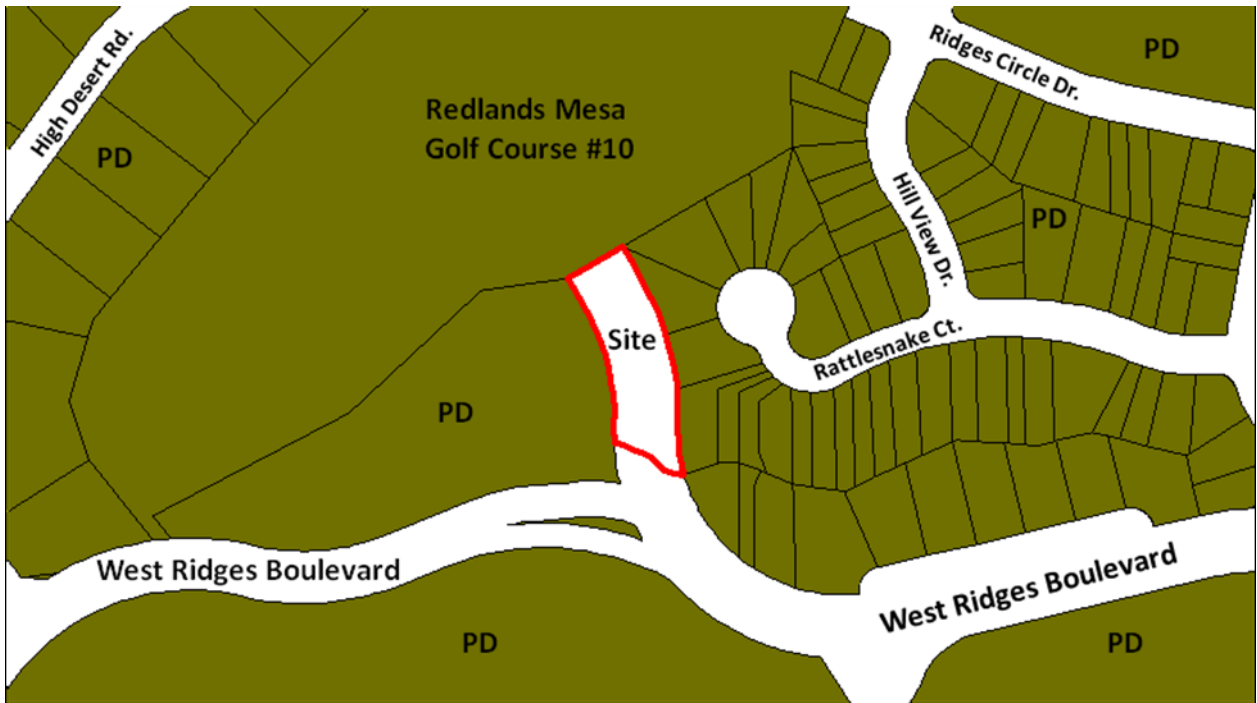 High Desert Rd.
PD
Redlands Mesa
Golf Course #10
Ridges Circle Dr.
PD
Hill View Dr.
PD
Site
Rattlesnake Ct.
PD
West Ridges Boulevard
West Ridges Boulevard
PD
PD